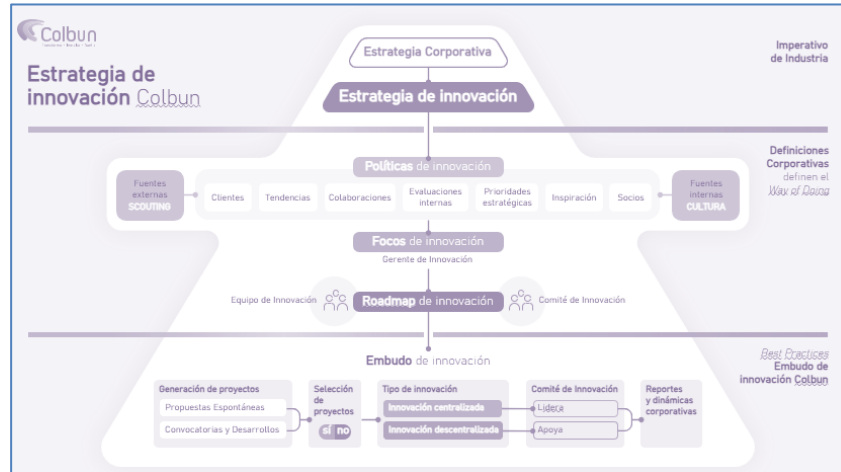 Colbun
Estrategia de
innovación Colbun
Estrategia Corporativa
Estrategia de innovación
Imperativo
de Industria
Políticas de innovación
Fuentes
externas
SCOUTING
Clientes
Tendencias
Colaboraciones
Evaluaciones
internas
Prioridades
estratégicas
Inspiración
Socios
Fuentes
internas
CULTURA
Definiciones
Corporativas
definen el
Way of Doing
Focos de innovación
Gerente de Innovación
Equipo de Innovación
Roadmap de innovación
Comité de Innovación
Embudo de innovación
Best Practices
Embudo de
innovación Colbun
Generación de proyectos
Propuestas Espontáneas
Convocatorias y Desarrollos
Selección
de
proyectos
sí no
Tipo de innovación
Innovación centralizada
Innovación descentralizada
Comité de Innovación
Lidera
Apoya
Reportes
y dinámicas
corporativas